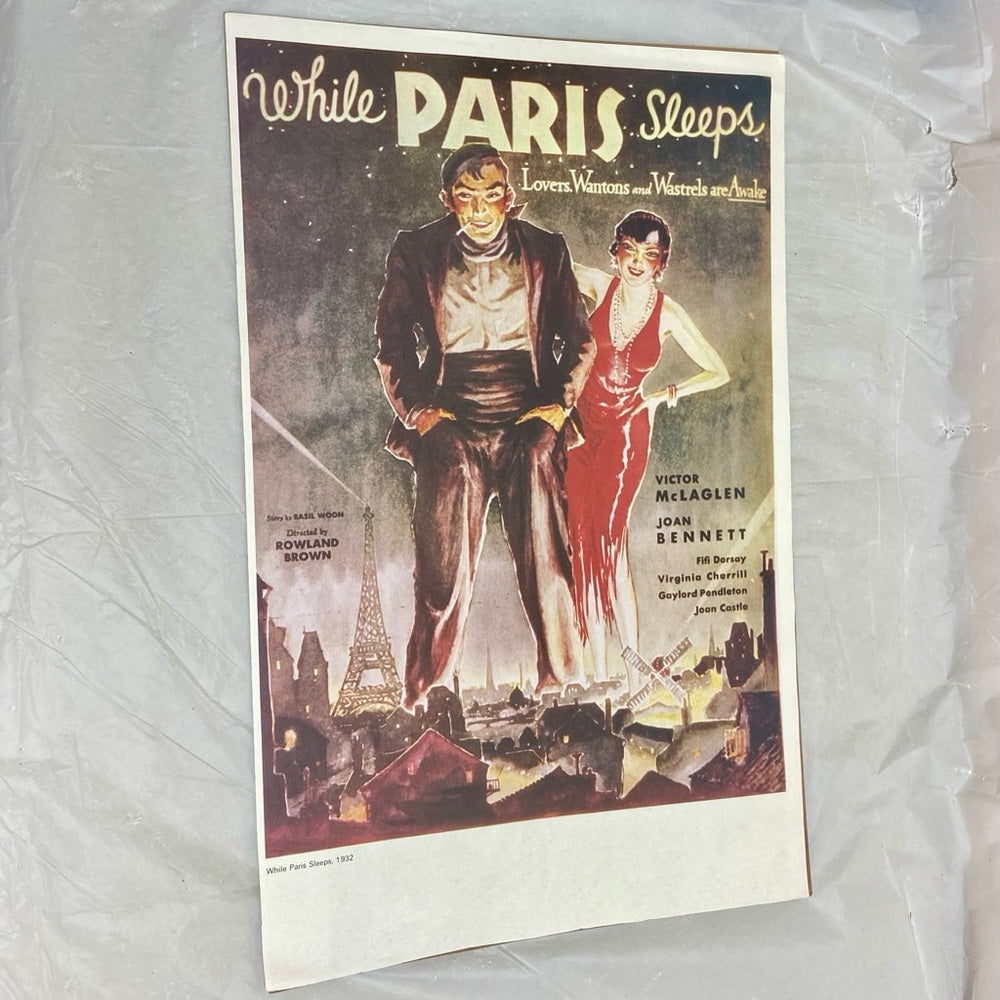 While PARIS Sleeps
Lovers, Wantons and Wastrels are Awake
Story by BASIL WOON
Directed by
ROWLAND
BROWN
VICTOR
McLAGLEN
JOAN
BENNETT
Fifi Dorsay
Virginia Cherrill
Gaylord Pendleton
Joan Castle
While Paris Sleeps, 1932